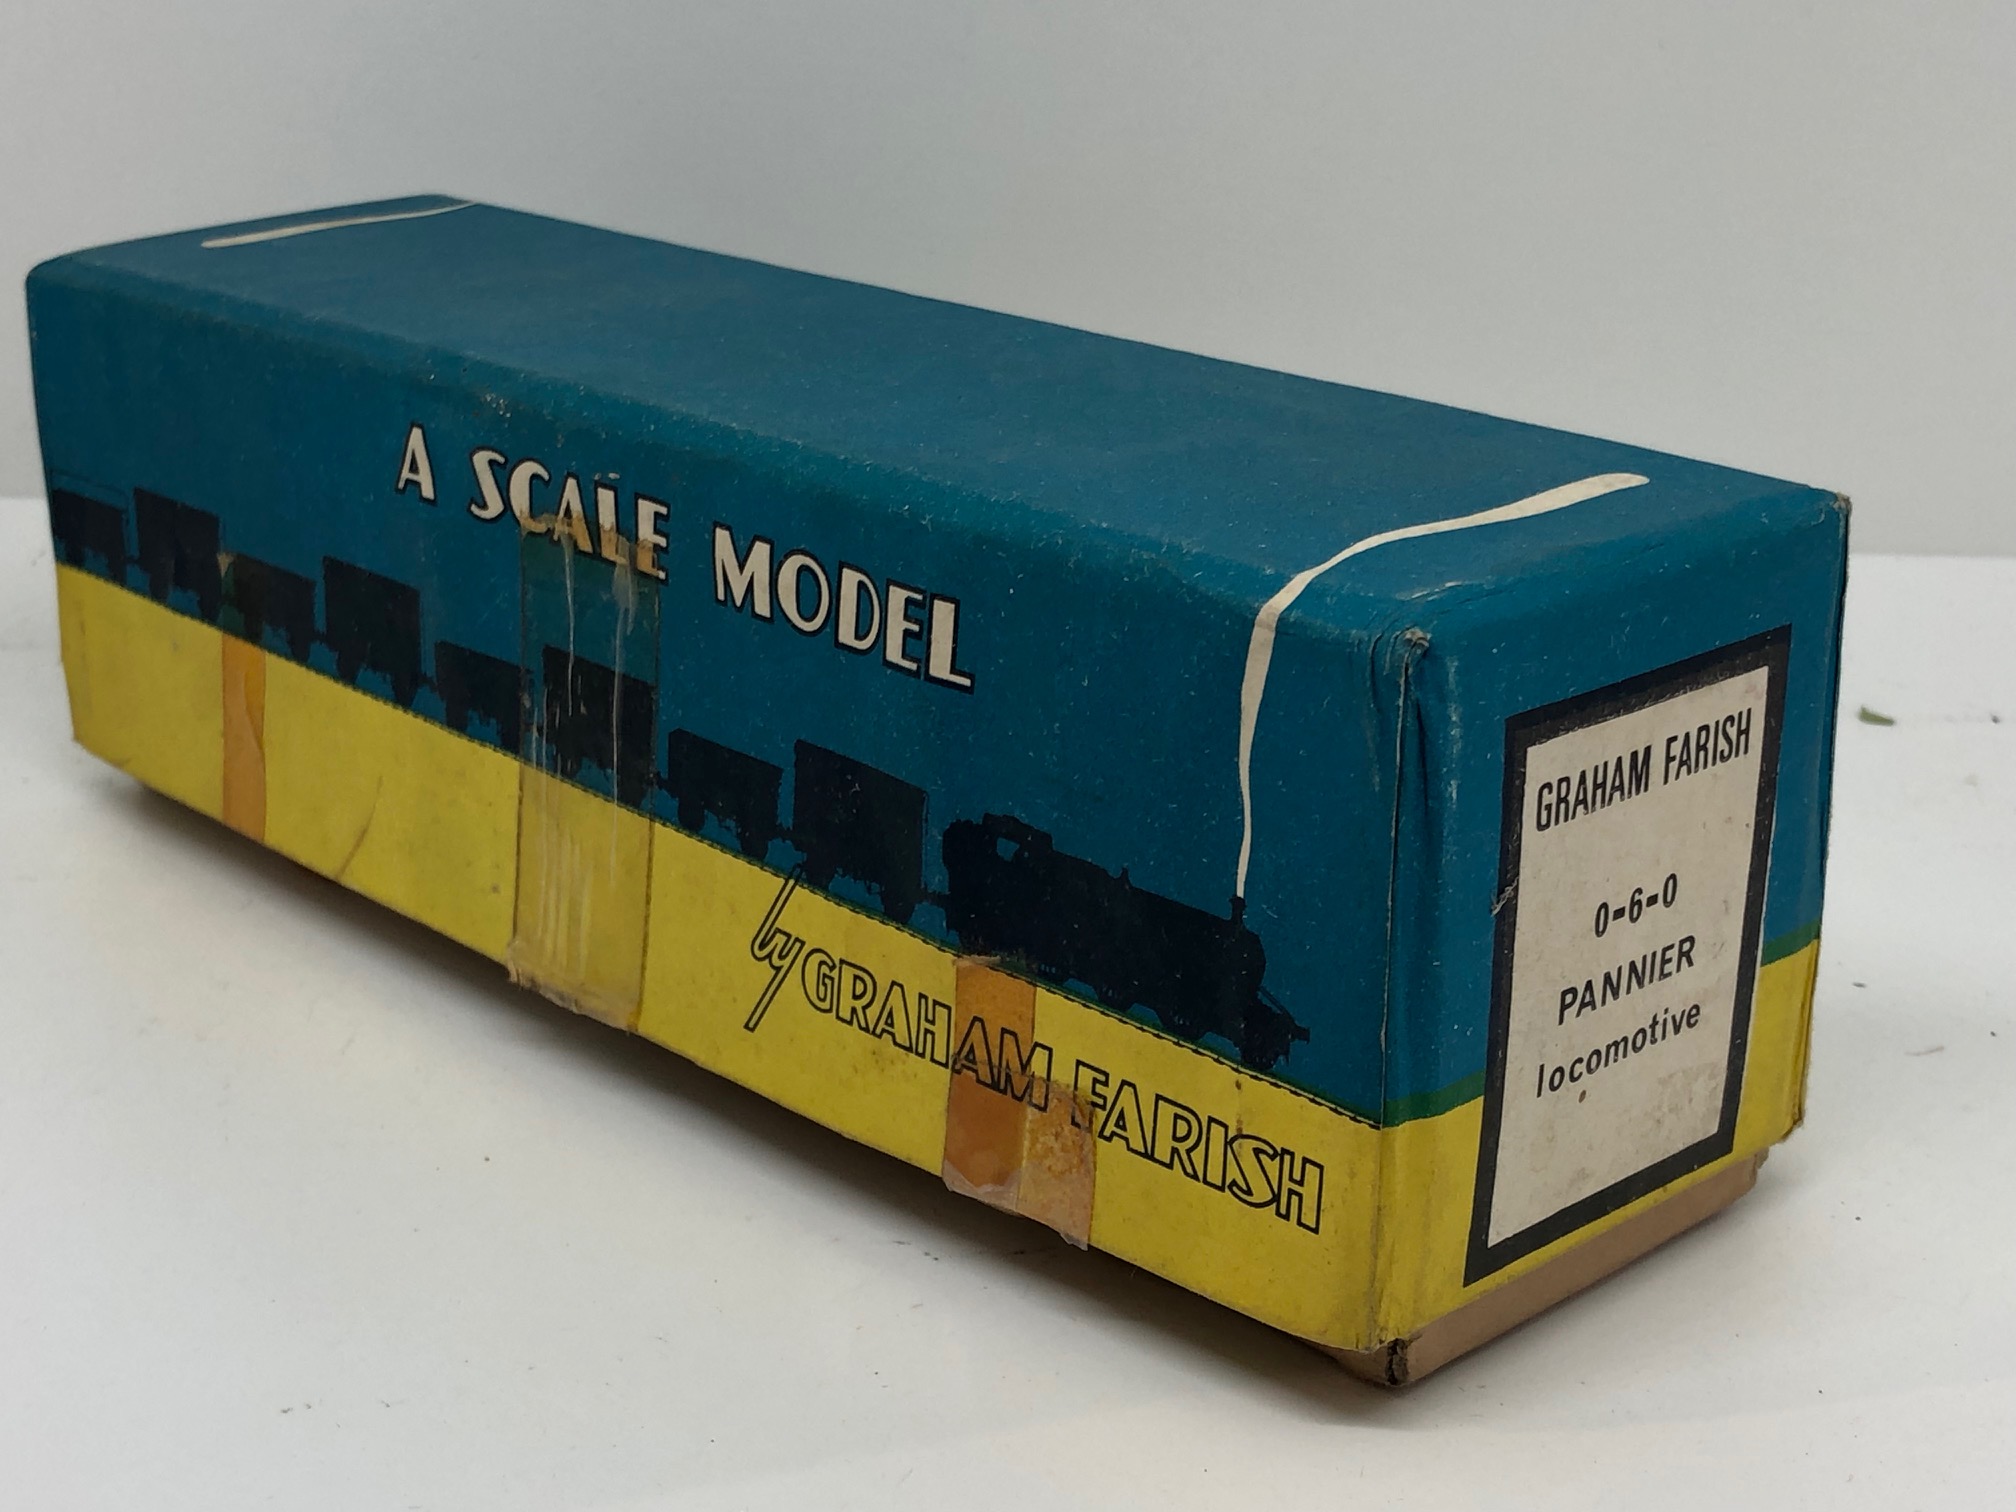 A SCALE MODEL
by GRAHAM FARISH
GRAHAM FARISH
0-6-0
PANNIER
locomotive